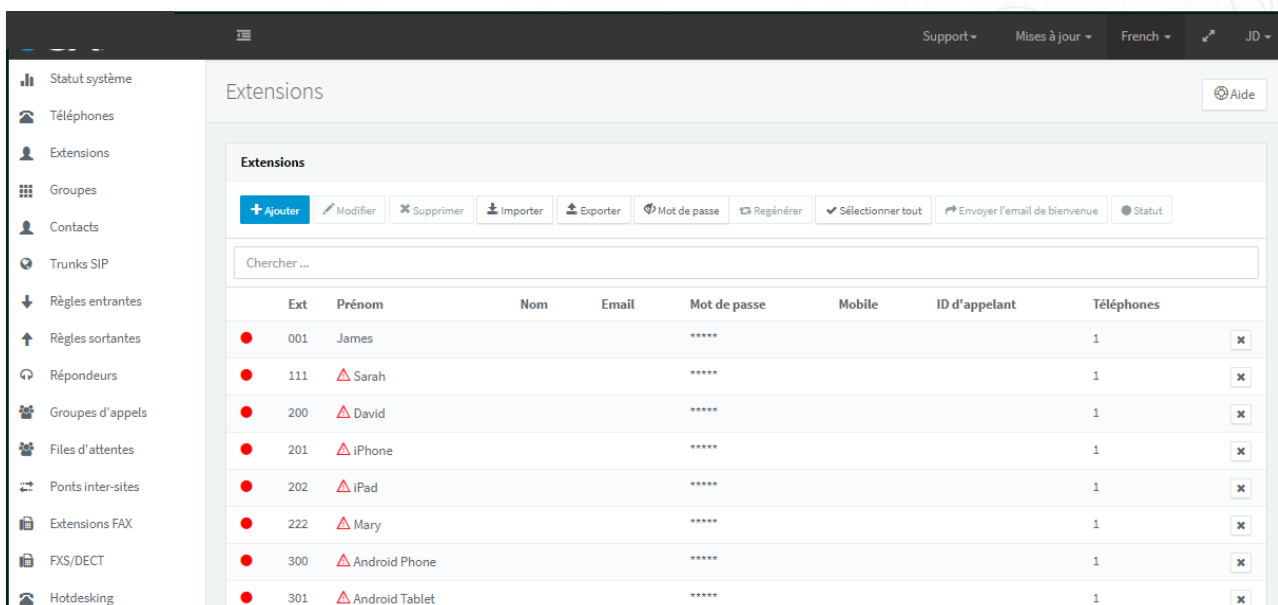 Support
Mises à jour
French
JD
Statut système
Téléphones
Extensions
Groupes
Contacts
Trunks SIP
Règles entrantes
Règles sortantes
Répondeurs
Groupes d'appels
Files d'attentes
Ponts inter-sites
Extensions FAX
FXS/DECT
Hotdesking
Extensions
Aide
Extensions
Ajouter Modifier Supprimer Importer Exporter Mot de passe Regénérer Sélectionner tout Envoyer l'email de bienvenue Statut
Chercher ...
Ext Prénom Nom Email Mot de passe Mobile ID d'appelant Téléphones
001 James ***** 1
111 Sarah ***** 1
200 David ***** 1
201 iPhone ***** 1
202 iPad ***** 1
222 Mary ***** 1
300 Android Phone ***** 1
301 Android Tablet ***** 1